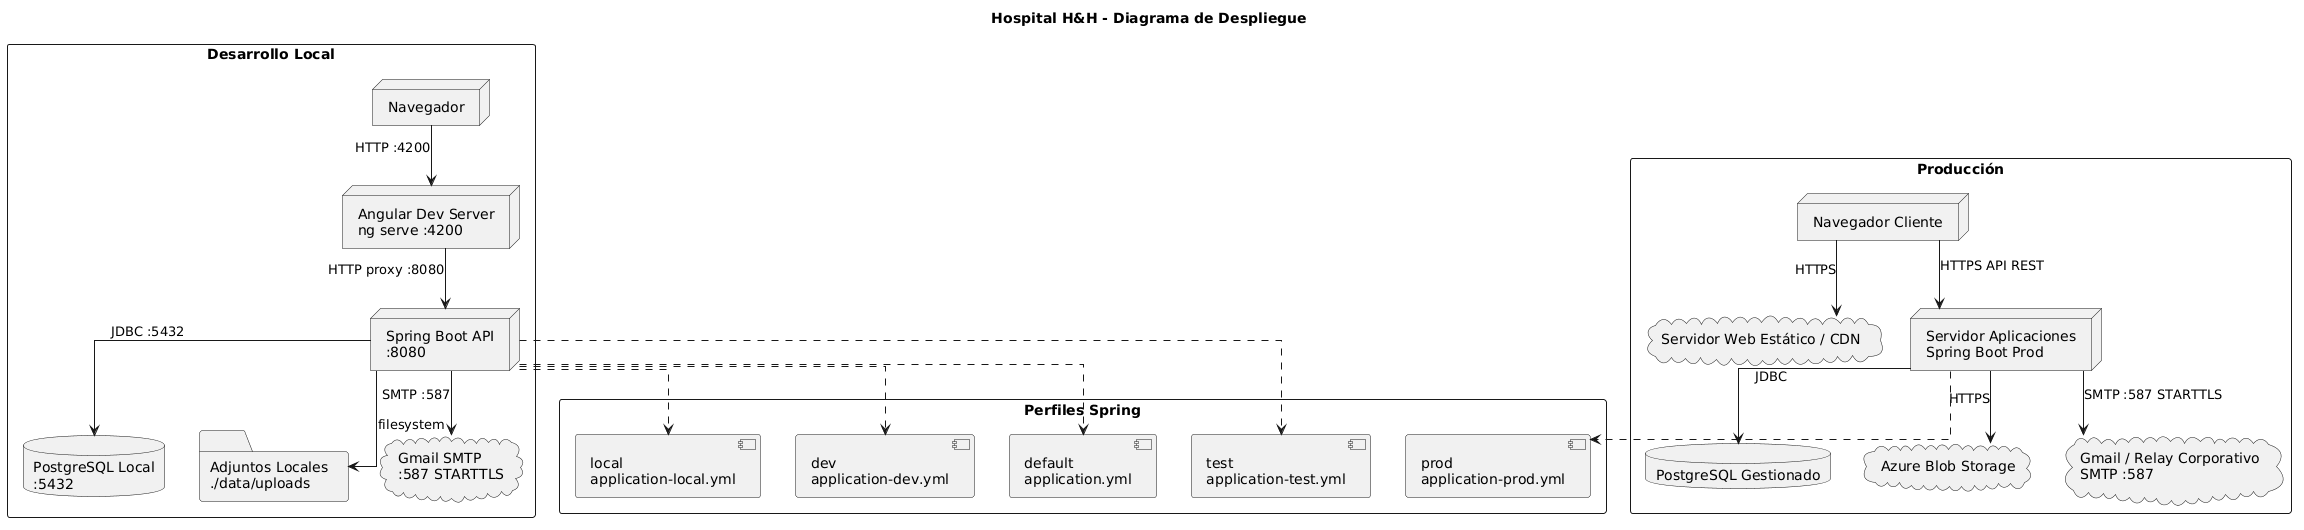 Hospital H&H - Diagrama de Despliegue
Desarrollo Local
Navegador
HTTP :4200
Angular Dev Server
ng serve :4200
HTTP proxy :8080
Spring Boot API
:8080
JDBC :5432
SMTP :587
filesystem
PostgreSQL Local
:5432
Adjuntos Locales
./data/uploads
Gmail SMTP
:587 STARTTLS
Perfiles Spring
local
application-local.yml
dev
application-dev.yml
default
application.yml
test
application-test.yml
prod
application-prod.yml
Producción
Navegador Cliente
HTTPS
HTTPS API REST
Servidor Web Estático / CDN
Servidor Aplicaciones
Spring Boot Prod
JDBC
HTTPS
SMTP :587 STARTTLS
PostgreSQL Gestionado
Azure Blob Storage
Gmail / Relay Corporativo
SMTP :587